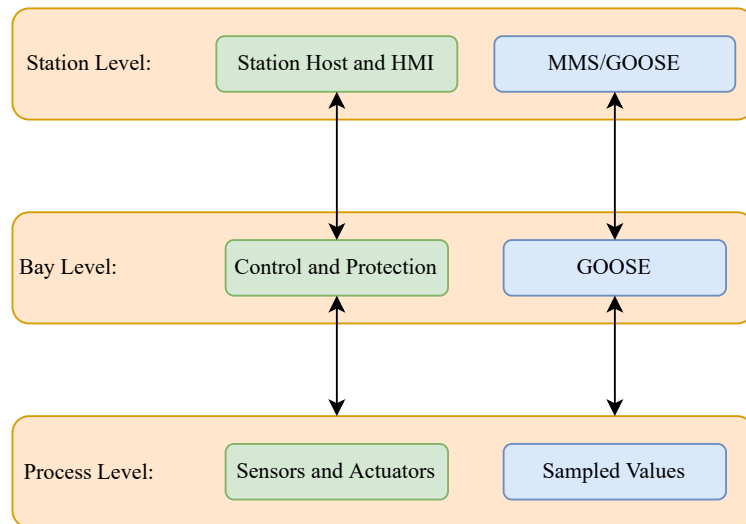 Station Level:
Station Host and HMI
MMS/GOOSE
Bay Level:
Control and Protection
GOOSE
Process Level:
Sensors and Actuators
Sampled Values